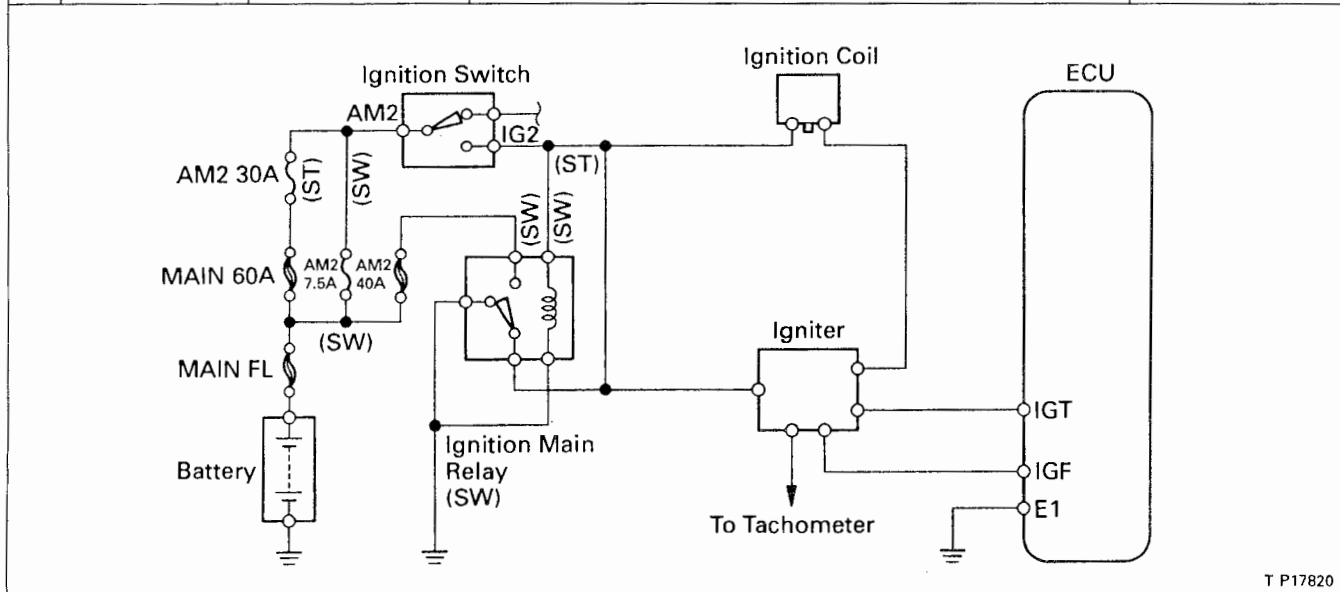 Ignition Switch
Ignition Coil
ECU
AM2
IG2
AM2 30A
(ST)
(SW)
(ST)
(SW)
(SW)
MAIN 60A
AM2
7.5A
AM2
40A
(SW)
MAIN FL
Igniter
Battery
Ignition Main
Relay
(SW)
IGT
IGF
E1
To Tachometer
T P17820